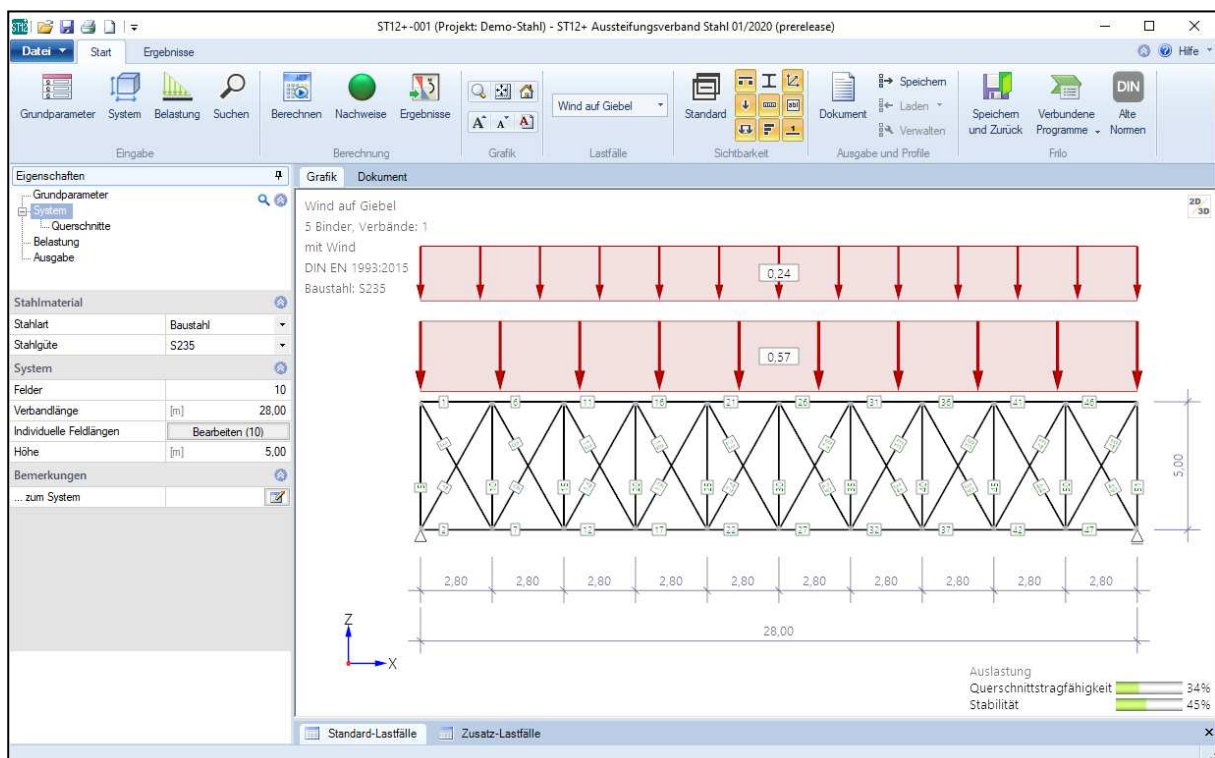 ST12+-001 (Projekt: Demo-Stahl) - ST12+ Aussteifungsverband Stahl 01/2020 (prerelease)
Datei
Start
Ergebnisse
Hilfe
Grundparameter
System
Belastung
Suchen
Berechnen
Nachweise
Ergebnisse
Wind auf Giebel
Standard
Dokument
Speichern
Laden
Verwalten
Speichern und Zurück
Verbundene Programme
DIN
Alte Normen
Eingabe
Berechnung
Grafik
Lastfälle
Sichtbarkeit
Ausgabe und Profile
Frilo
Eigenschaften
Grundparameter
System
Querschnitte
Belastung
Ausgabe
Stahlmaterial
Stahlart Baustahl
Stahlgüte S235
System
Felder 10
Verbandlänge [m] 28,00
Individuelle Feldlängen Bearbeiten (10)
Höhe [m] 5,00
Bemerkungen
... zum System
Grafik
Dokument
Wind auf Giebel
5 Binder, Verbände: 1
mit Wind
DIN EN 1993:2015
Baustahl: S235
2D/3D
0,24
0,57
1 6 11 16 21 26 31 36 41 46
5,00
2 7 12 17 22 27 32 37 42 47
2,80 2,80 2,80 2,80 2,80 2,80 2,80 2,80 2,80 2,80
28,00
Z
X
Auslastung
Querschnittstragfähigkeit 34%
Stabilität 45%
Standard-Lastfälle
Zusatz-Lastfälle